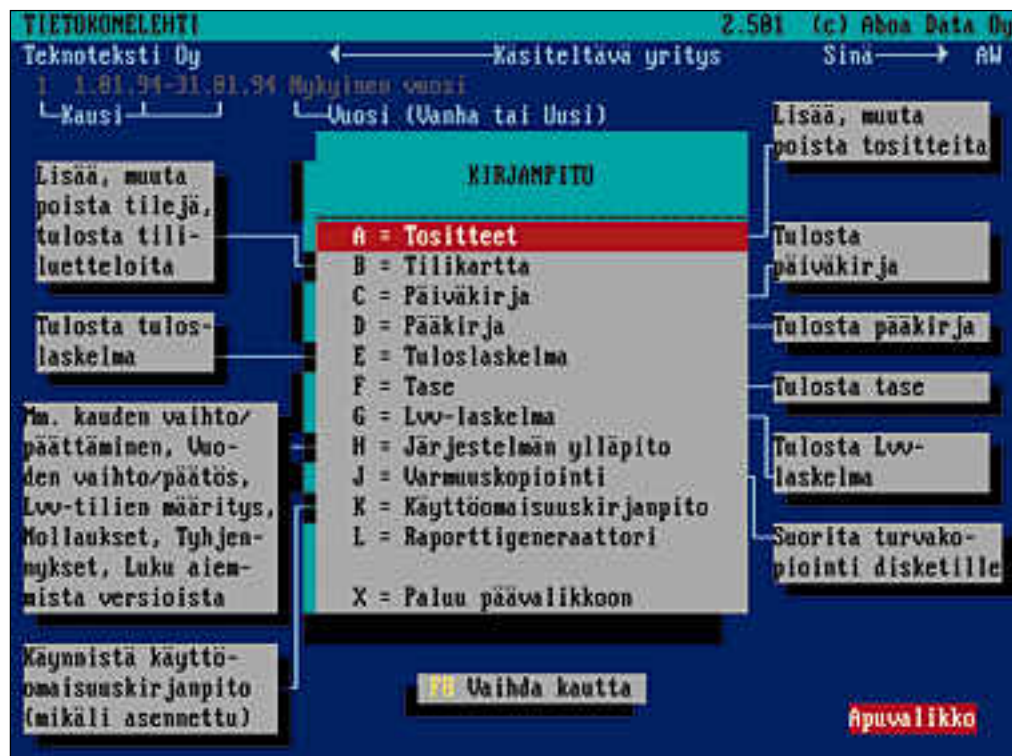 TIETOKONELEHTI 2.501 (c) Aboa Data Oy
Teknoteksti Oy Käsiteltävä yritys Sinä AW
1 1.01.94-31.01.94 Nykyinen vuosi
Kausi Vuosi (Vanha tai Uusi)
Lisää, muuta
poista tositteita
Lisää, muuta
poista tilejä,
tulosta tili-
luetteloita
KIRJANPITO
A = Tositteet
B = Tilikartta
C = Päiväkirja
D = Pääkirja
E = Tuloslaskelma
F = Tase
G = Lvv-laskelma
H = Järjestelmän ylläpito
J = Varmuuskopiointi
K = Käyttöomaisuuskirjanpito
L = Raporttigeneraattori
X = Paluu päävalikkoon
Tulosta
päiväkirja
Tulosta tulos-
laskelma
Tulosta pääkirja
Tulosta tase
Mm. kauden vaihto/
päättäminen, Vuo-
den vaihto/päätös,
Lvv-tilien määritys,
Nollaukset, Tyhjen-
nykset, Luku aiem-
mista versioista
Tulosta Lvv-
laskelma
Suorita turvako-
piointi disketille
Käynnistä käyttö-
omaisuuskirjanpito
(mikäli asennettu)
F8 Vaihda kautta
Apuvalikko